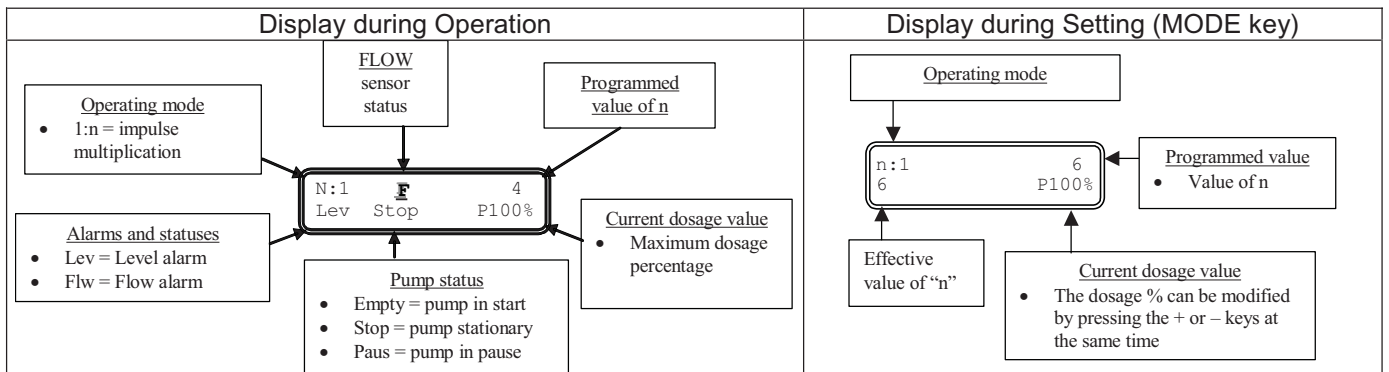 Display during Operation
FLOW
sensor
status
Operating mode
• 1:n = impulse
multiplication
Programmed
value of n
N:1 F 4
Lev Stop P100%
Alarms and statuses
• Lev = Level alarm
• Flw = Flow alarm
Pump status
• Empty = pump in start
• Stop = pump stationary
• Paus = pump in pause
Current dosage value
• Maximum dosage
percentage
Display during Setting (MODE key)
Operating mode
n:1 6
6 P100%
Programmed value
• Value of n
Effective
value of “n”
Current dosage value
• The dosage % can be modified
by pressing the + or – keys at
the same time